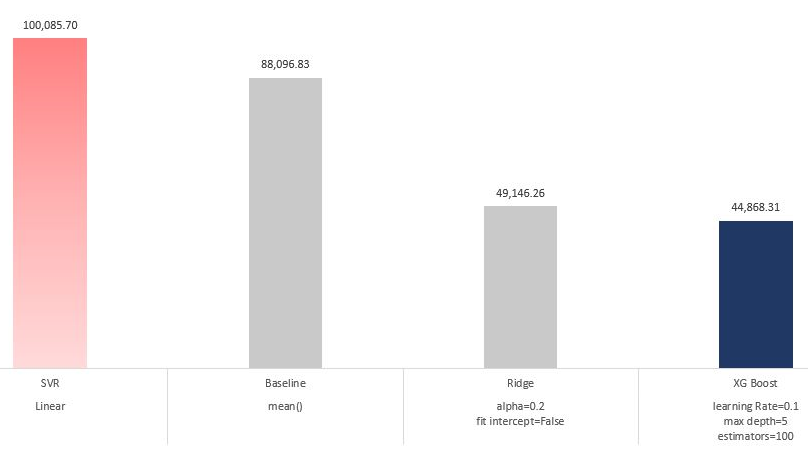 100,085.70
88,096.83
49,146.26
44,868.31
SVR
Baseline
Ridge
XG Boost
Linear
mean()
alpha=0.2
fit intercept=False
learning Rate=0.1
max depth=5
estimators=100